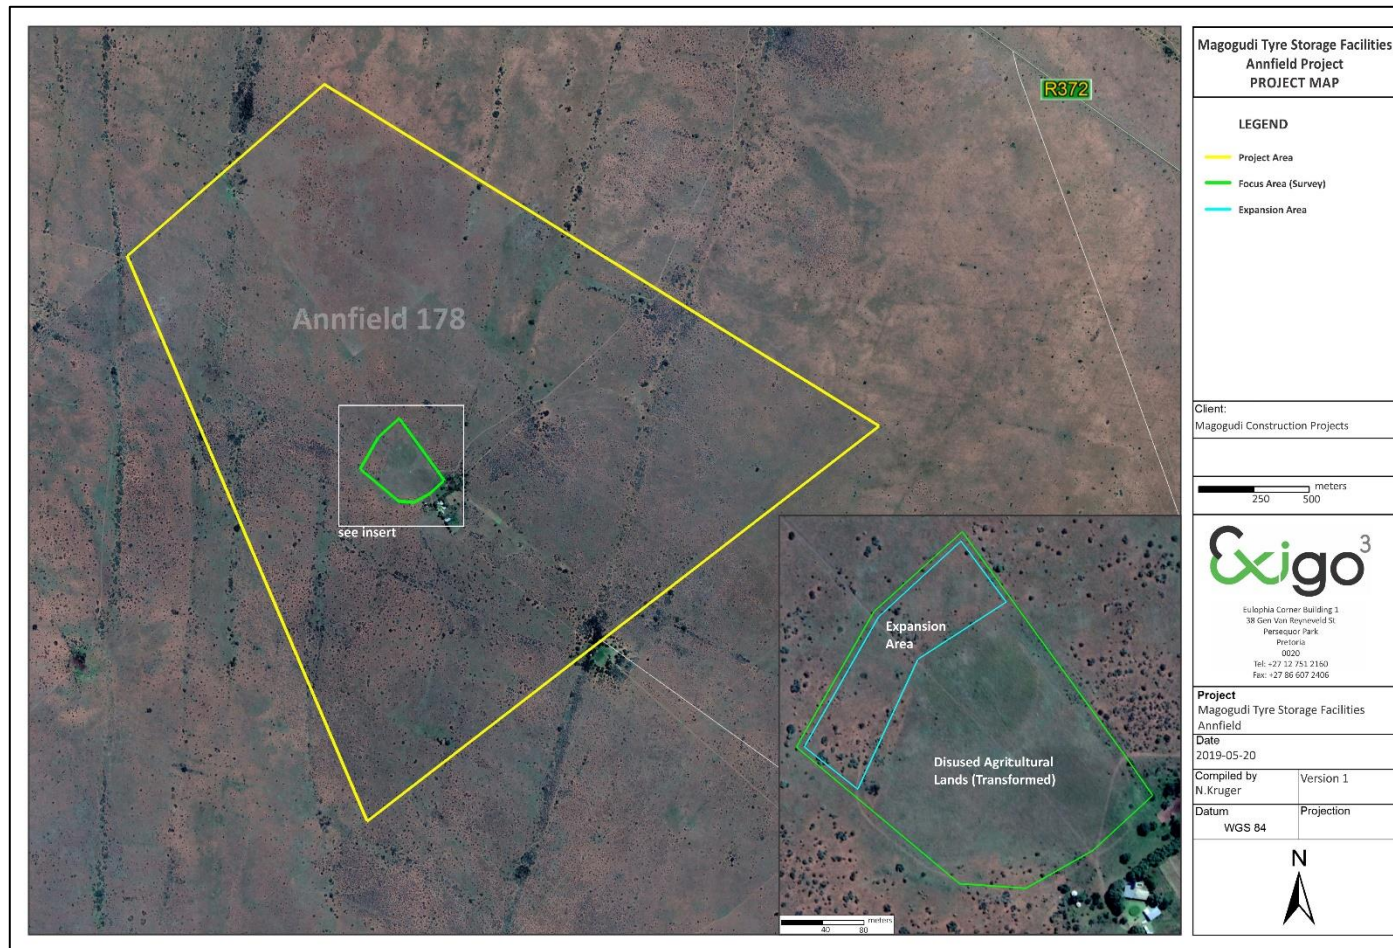 R372
Annfield 178
see insert
Expansion
Area
Disused Agricultural
Lands (Transformed)
meters
40 80
Magogudi Tyre Storage Facilities
Annfield Project
PROJECT MAP
LEGEND
Project Area
Focus Area (Survey)
Expansion Area
Client:
Magogudi Construction Projects
meters
250 500
Exigo3
Eulophia Corner Building 1
38 Gen Van Reyneveld St
Persequor Park
Pretoria
0020
Tel: +27 12 751 2160
Fax: +27 86 607 2406
Project
Magogudi Tyre Storage Facilities
Annfield
Date
2019-05-20
Compiled by
N.Kruger
Version 1
Datum
WGS 84
Projection
N